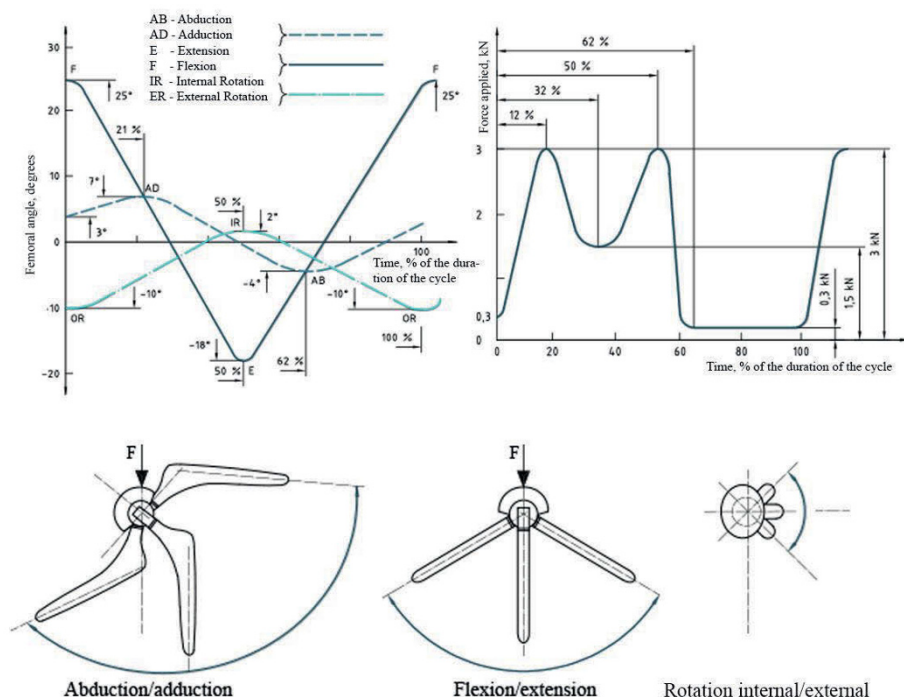 AB - Abduction
AD - Adduction
E - Extension
F - Flexion
IR - Internal Rotation
ER - External Rotation
Femoral angle, degrees
30
20
10
0
-10
-20
F
25°
21 %
7°
AD
3°
50 %
IR
2°
-10°
OR
-4°
AB
-18°
50 %
E
62 %
-10°
OR
100 %
F
25°
100
Time, % of the dura-
tion of the cycle
Force applied, kN
62 %
50 %
32 %
12 %
3
2
0,3
0
0
20
40
60
80
100
0,3 kN
1,5 kN
3 kN
Time, % of the duration of the cycle
F
Abduction/adduction
F
Flexion/extension
Rotation internal/external